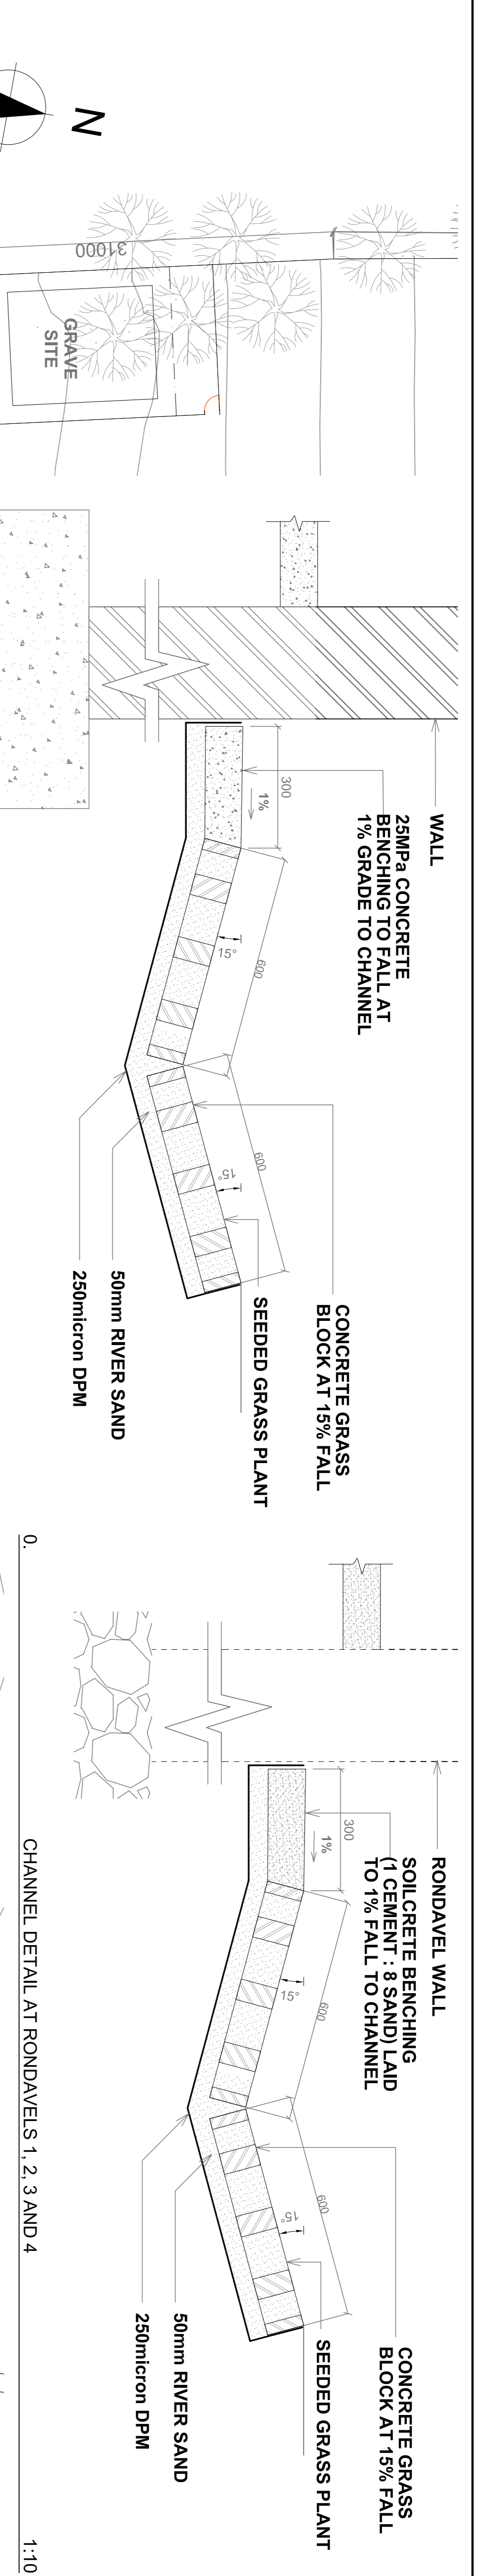 N
31000
GRAVE
SITE
WALL
25MPa CONCRETE
BENCHING TO FALL AT
1% GRADE TO CHANNEL
300
1%
600
15°
600
15°
CONCRETE GRASS
BLOCK AT 15% FALL
SEEDED GRASS PLANT
50mm RIVER SAND
250micron DPM
RONDAVEL WALL
SOILCRETE BENCHING
(1 CEMENT : 8 SAND) LAID
TO 1% FALL TO CHANNEL
300
1%
600
15°
600
15°
CONCRETE GRASS
BLOCK AT 15% FALL
SEEDED GRASS PLANT
50mm RIVER SAND
250micron DPM
0.
CHANNEL DETAIL AT RONDAVELS 1, 2, 3 AND 4
1:10